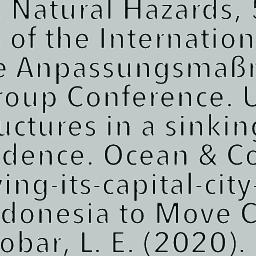 Natural Hazards, 5
of the Internation
e Anpassungsmaßn
roup Conference. U
uctures in a sinking
dence. Ocean & Co
ying-its-capital-city-
donesia to Move C
obar, L. E. (2020).